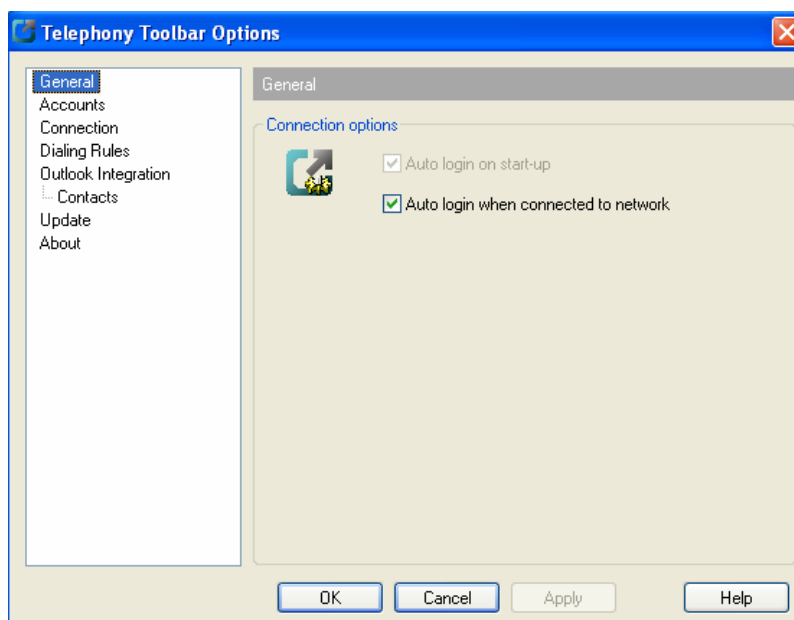 Telephony Toolbar Options
General
Accounts
Connection
Dialing Rules
Outlook Integration
Contacts
Update
About
General
Connection options
Auto login on start-up
Auto login when connected to network
OK
Cancel
Apply
Help